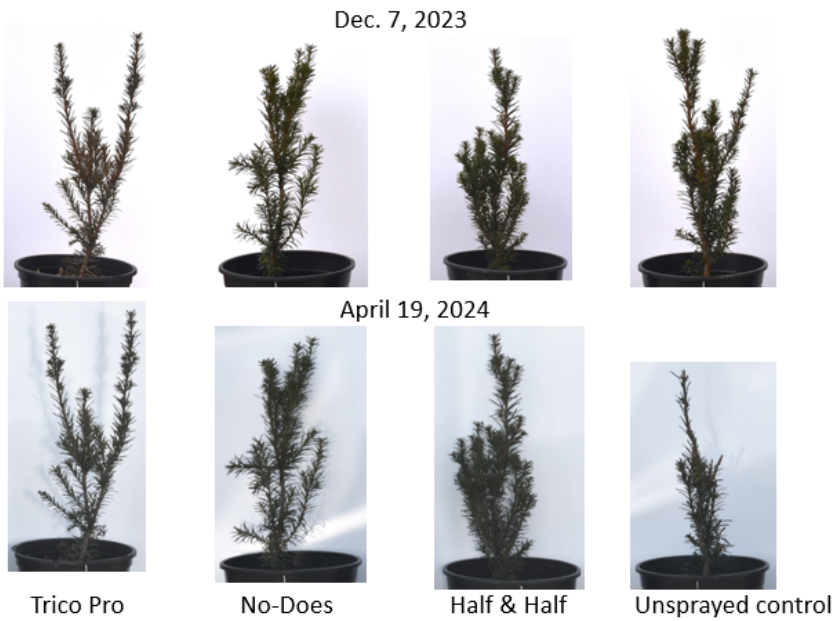 Dec. 7, 2023
April 19, 2024
Trico Pro
No-Does
Half & Half
Unsprayed control